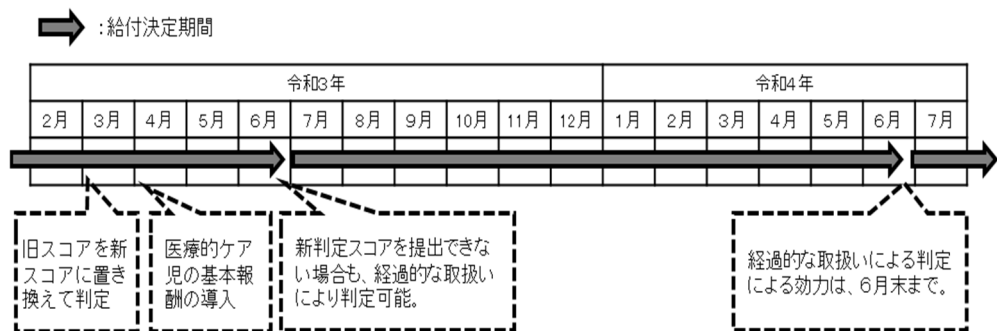 ：給付決定期間
令和3年 令和4年
2月 3月 4月 5月 6月 7月 8月 9月 10月 11月 12月 1月 2月 3月 4月 5月 6月 7月
旧スコアを新
スコアに置き
換えて判定
医療的ケア
児の基本報
酬の導入
新判定スコアを提出できな
い場合も、経過的な取扱い
により判定可能。
経過的な取扱いによる判定
による効力は、6月末まで。